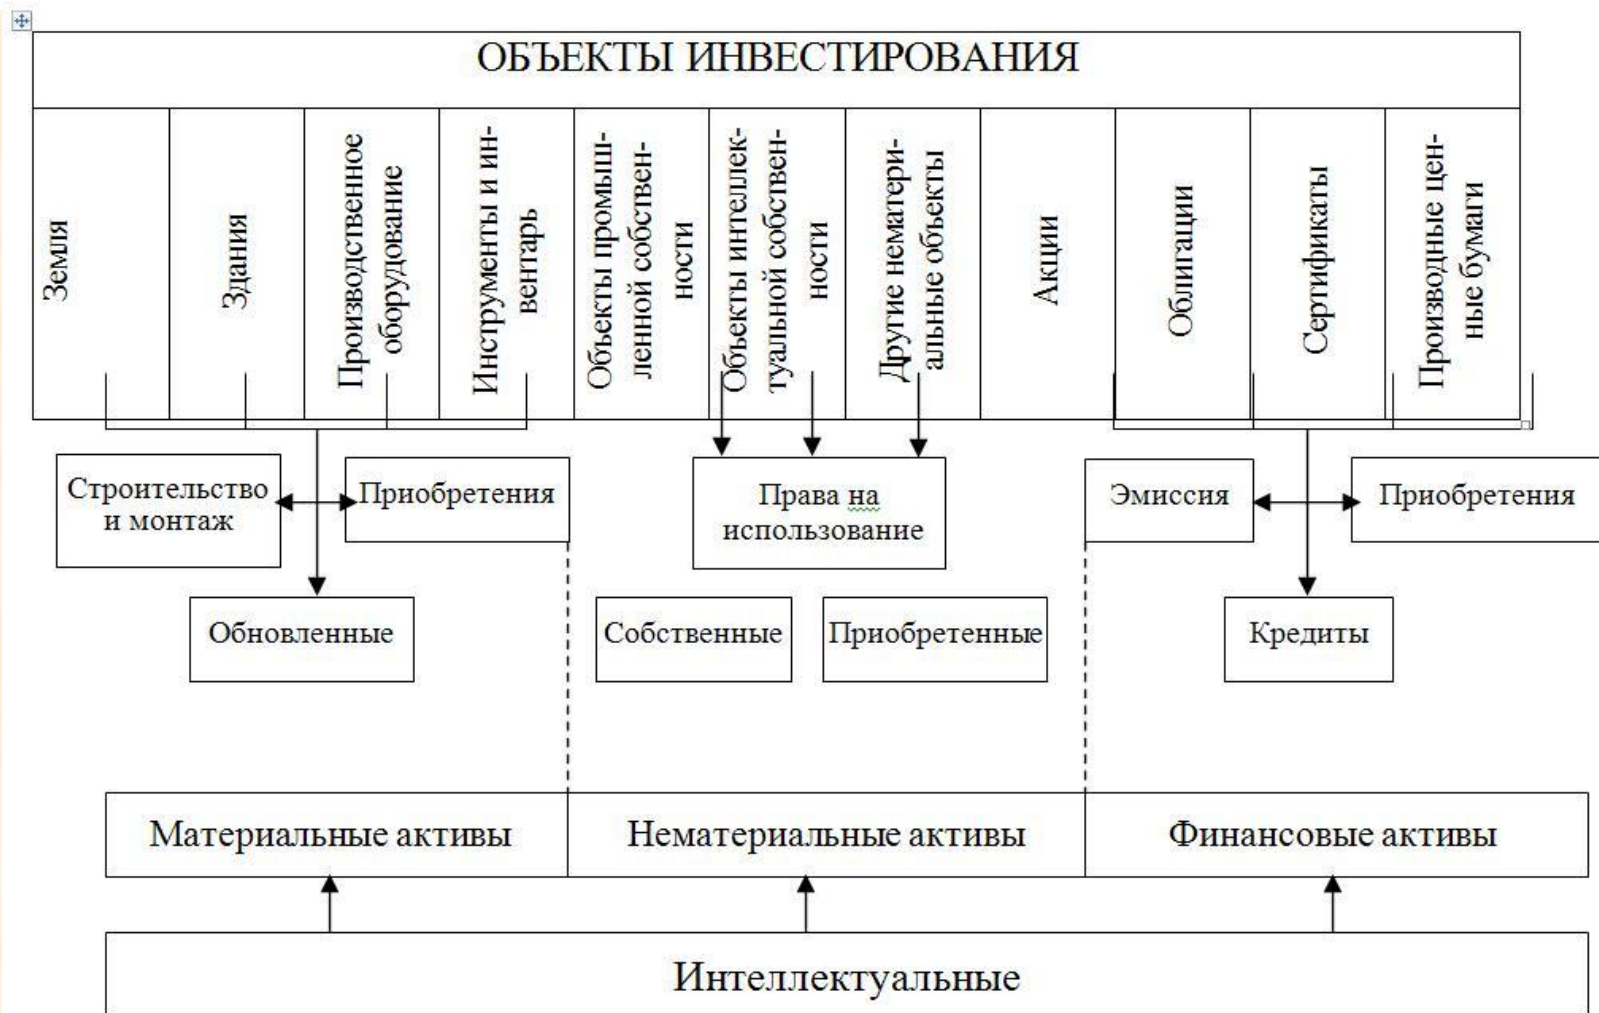 ОБЪЕКТЫ ИНВЕСТИРОВАНИЯ
Земля
Здания
Производственное
оборудование
Инструменты и ин-
вентарь
Объекты промыш-
ленной собствен-
ности
Объекты интеллек-
туальной собствен-
ности
Другие нематери-
альные объекты
Акции
Облигации
Сертификаты
Производные цен-
ные бумаги
Строительство
и монтаж
Приобретения
Права на
использование
Эмиссия
Приобретения
Обновленные
Собственные
Приобретенные
Кредиты
Материальные активы
Нематериальные активы
Финансовые активы
Интеллектуальные